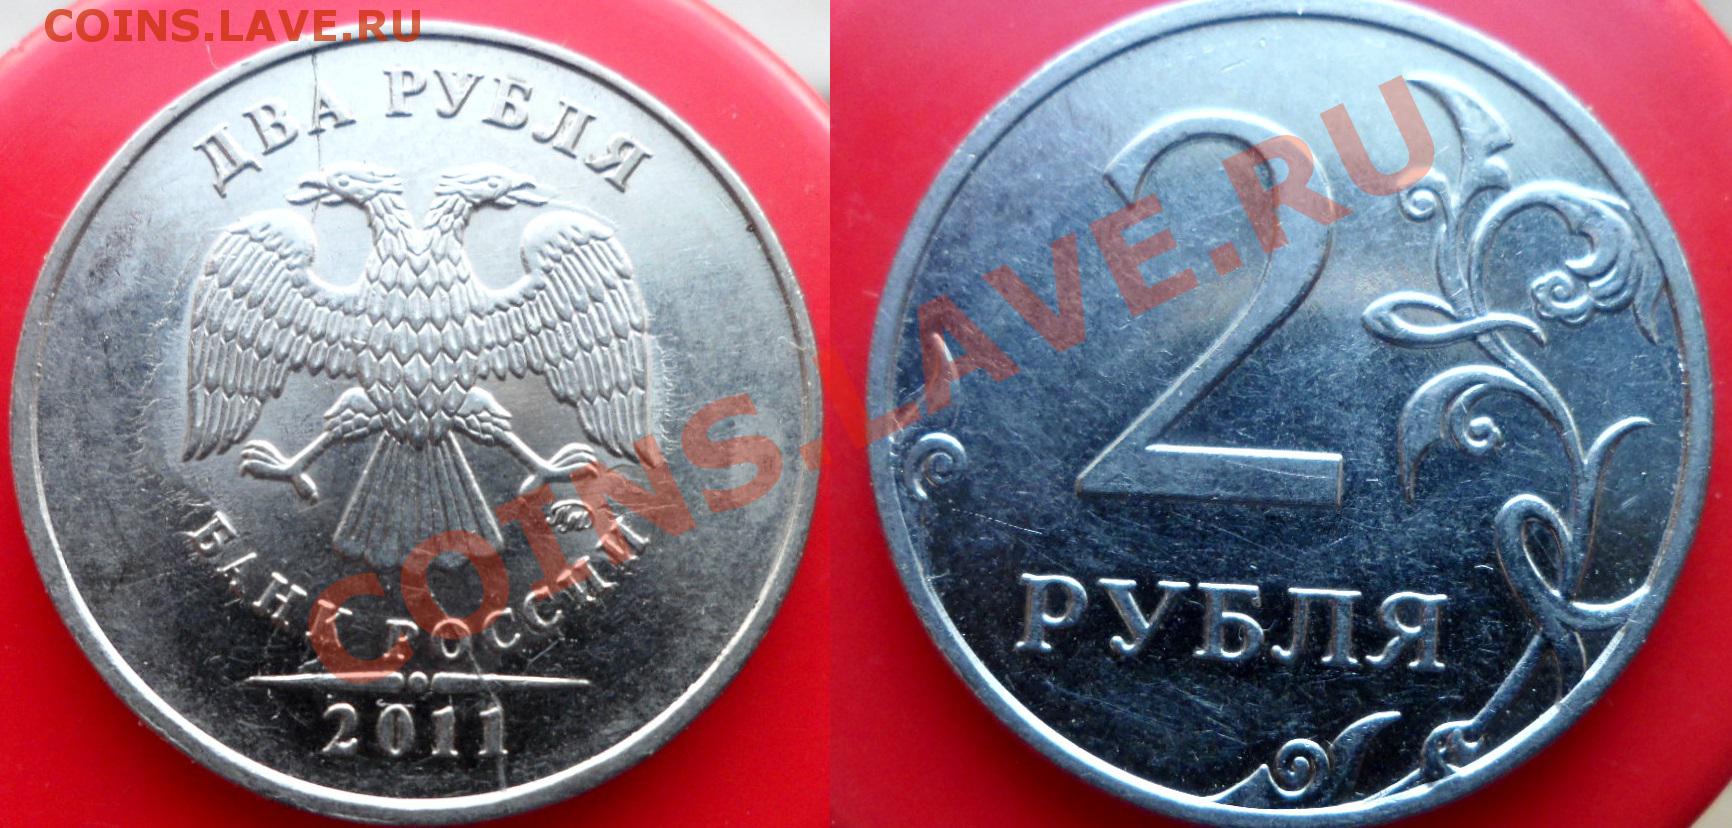 COINS.LAVE.RU
ДВА РУБЛЯ
БАНК РОССИИ
2011
2
РУБЛЯ
COINS.LAVE.RU